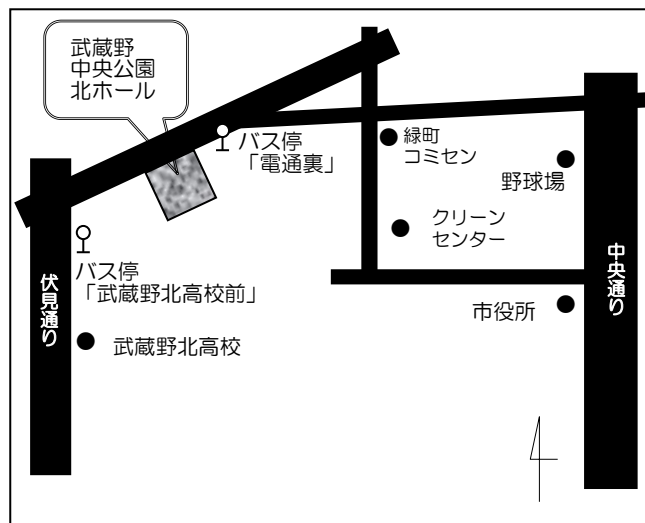 武蔵野
中央公園
北ホール
バス停
「電通裏」
緑町
コミセン
野球場
クリーン
センター
バス停
「武蔵野北高校前」
伏見通り
中央通り
市役所
武蔵野北高校